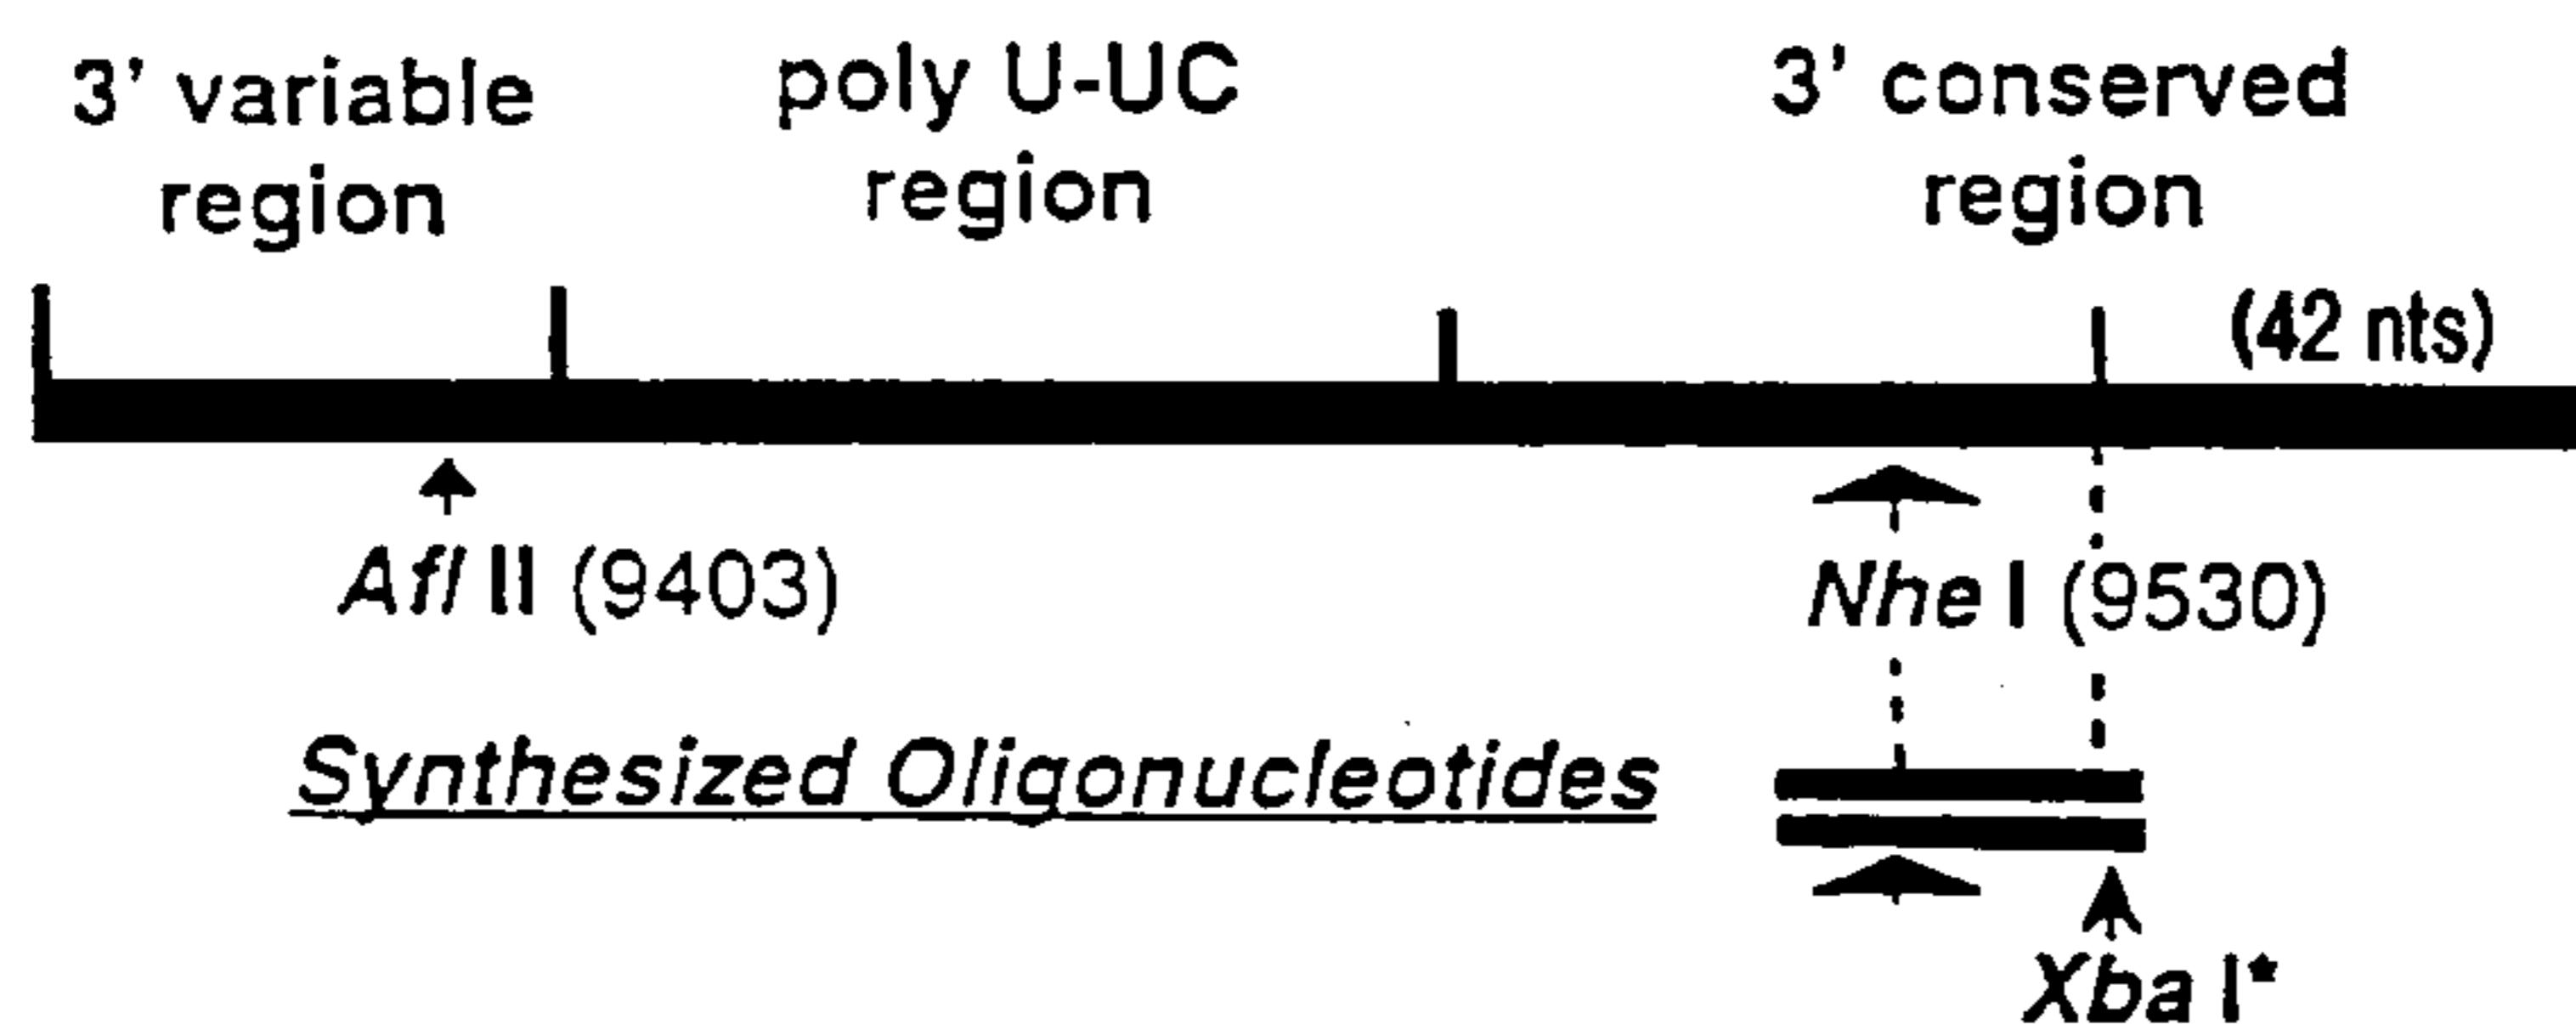 3' variable
region
poly U-UC
region
3' conserved
region
(42 nts)
Afl II (9403)
Nhe I (9530)
Synthesized Oligonucleotides
Xba I*